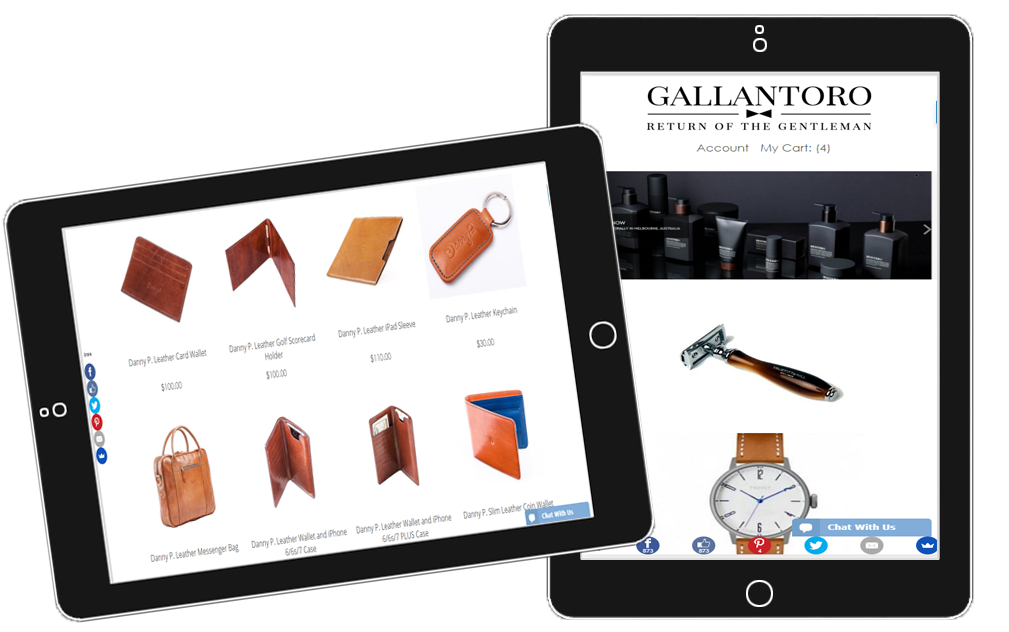 Danny P. Leather Card Wallet
$100.00
Danny P. Leather Golf Scorecard
Holder
$100.00
Danny P. Leather IPad Sleeve
$110.00
Danny P. Leather Keychain
$30.00
Danny P. Leather Messenger Bag
Danny P. Leather Wallet and iPhone
6/6s/7 Case
Danny P. Leather Wallet and IPhone
6/6s/7 PLUS Case
Danny P. Slim Leather Coin Wallet
Chat With Us
GALLANTORO
RETURN OF THE GENTLEMAN
Account My Cart: (4)
12
6
Chat With Us
873
873
4